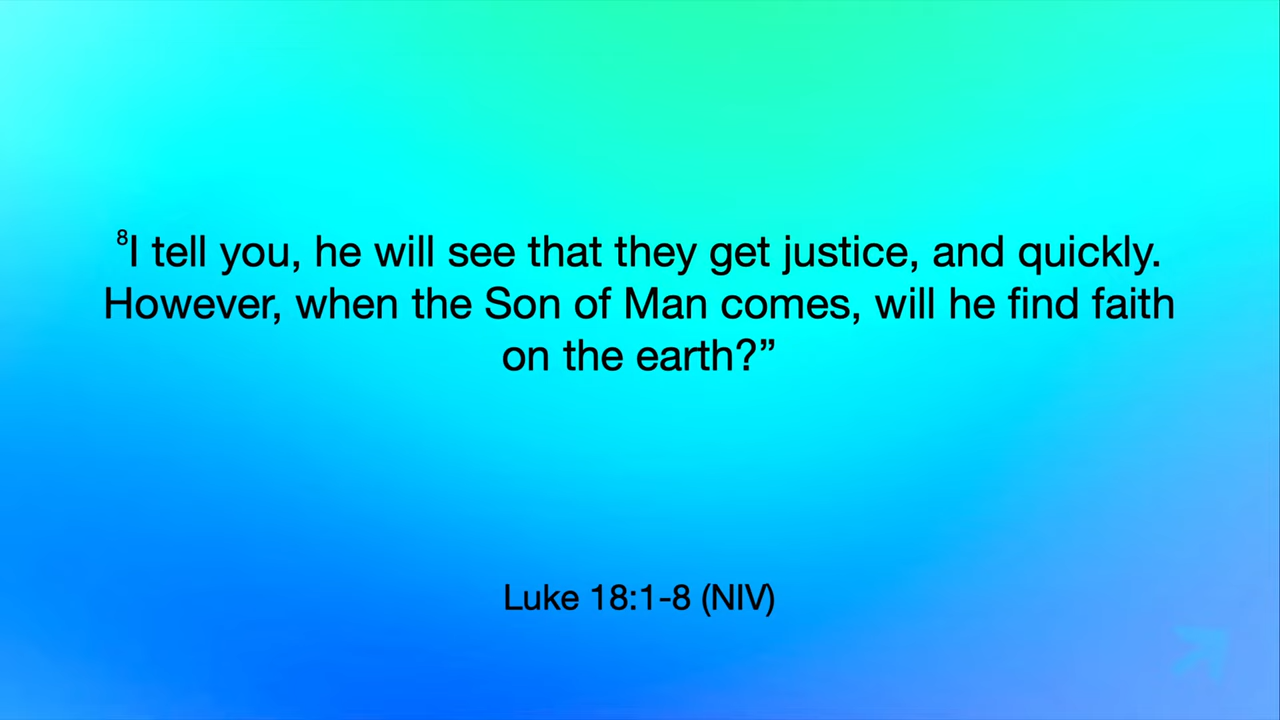 ⁸I tell you, he will see that they get justice, and quickly.
However, when the Son of Man comes, will he find faith
on the earth?”
Luke 18:1-8 (NIV)